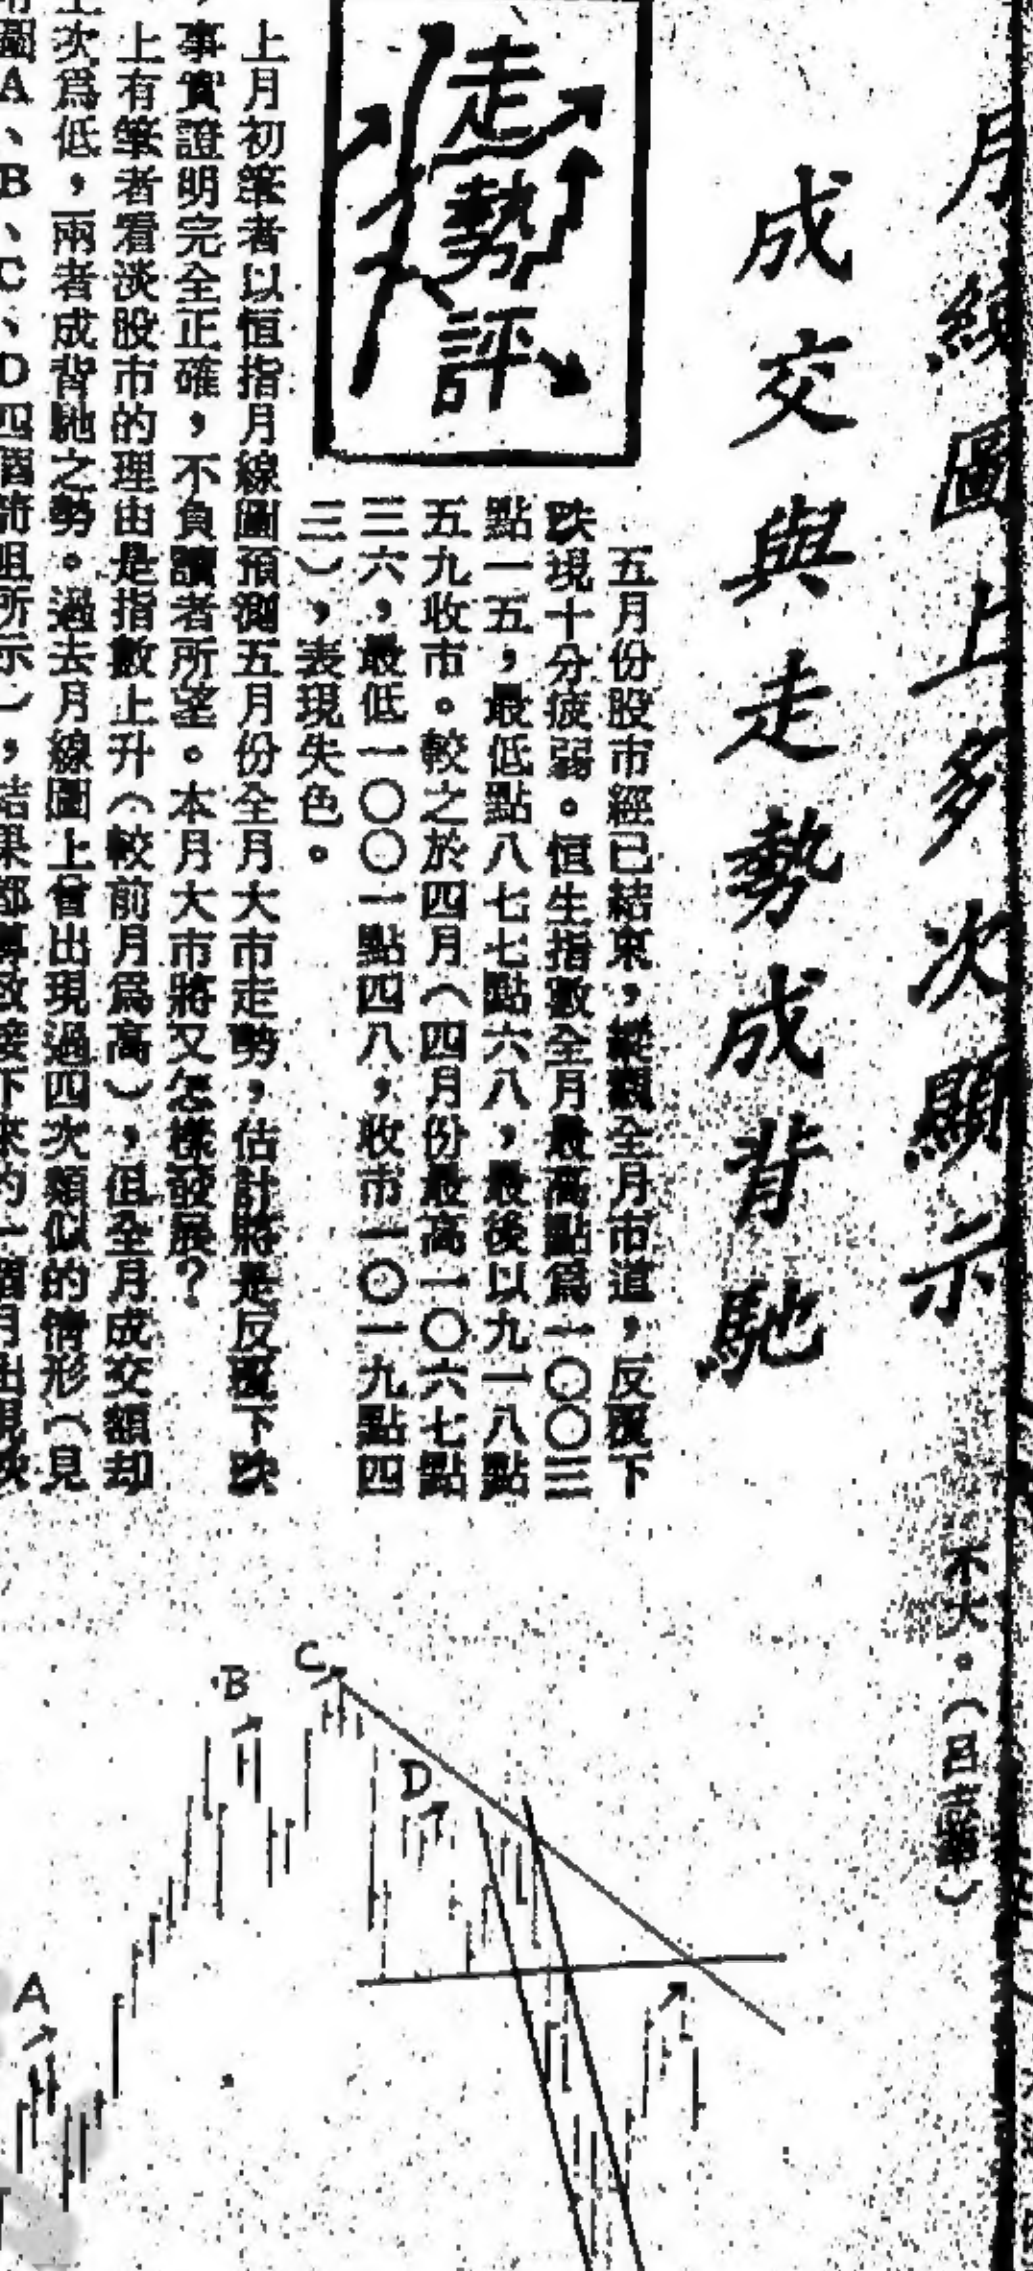 月線圖上多次顯示
成交與走勢成背馳
走勢評
五月份股市經已結束，縱觀全月市道，反覆下
跌現十分疲弱。恒生指數全月最高點爲一〇〇三
點一五，最低點八七七點六八，最後以九一八點
五九收市。較之於四月（四月份最高一〇六七點
三六，最低一〇〇一點四八，收市一〇一九點四
三），表現失色。
上月初筆者以恒指月線圖預測五月份全月大市走勢，估計將是反覆下跌
，事實證明完全正確，不負讀者所望。本月大市將又怎樣發展？
上有筆者看淡股市的理由是指數上升（較前月爲高），但全月成交額却
上次爲低，兩者成背馳之勢。過去月線圖上曾出現過四次類似的情形（見
附圖A、B、C、D四個箭咀所示），結果都導致接下來的一個月出現跌
不大。（呂志華）
A
B
C
D